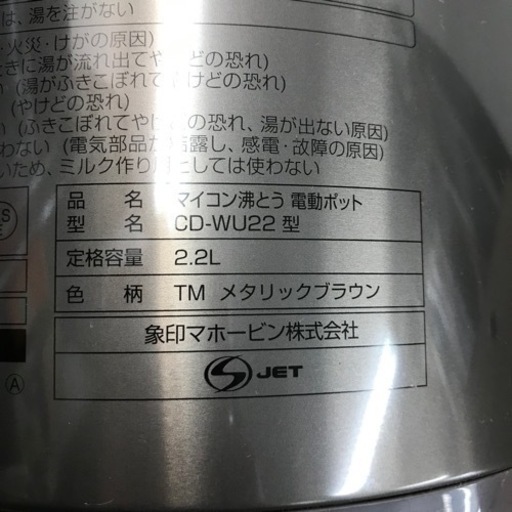 は、湯を注がない
・火災・けがの原因)
ときに湯が流れ出てやけどの恐れ)
い (湯がふきこぼれてやけどの恐れ)
(やけどの恐れ)
い (ふきこぼれてやけどの恐れ、湯が出ない原因)
わない (電気部品が結露し、感電・故障の原因)
いため、ミルク作り用としては使わない
品 名 マイコン沸とう 電動ポット
型 名 CD-WU22 型
定格容量 2.2L
色 柄 TM メタリックブラウン
象印マホービン株式会社
S JET
A